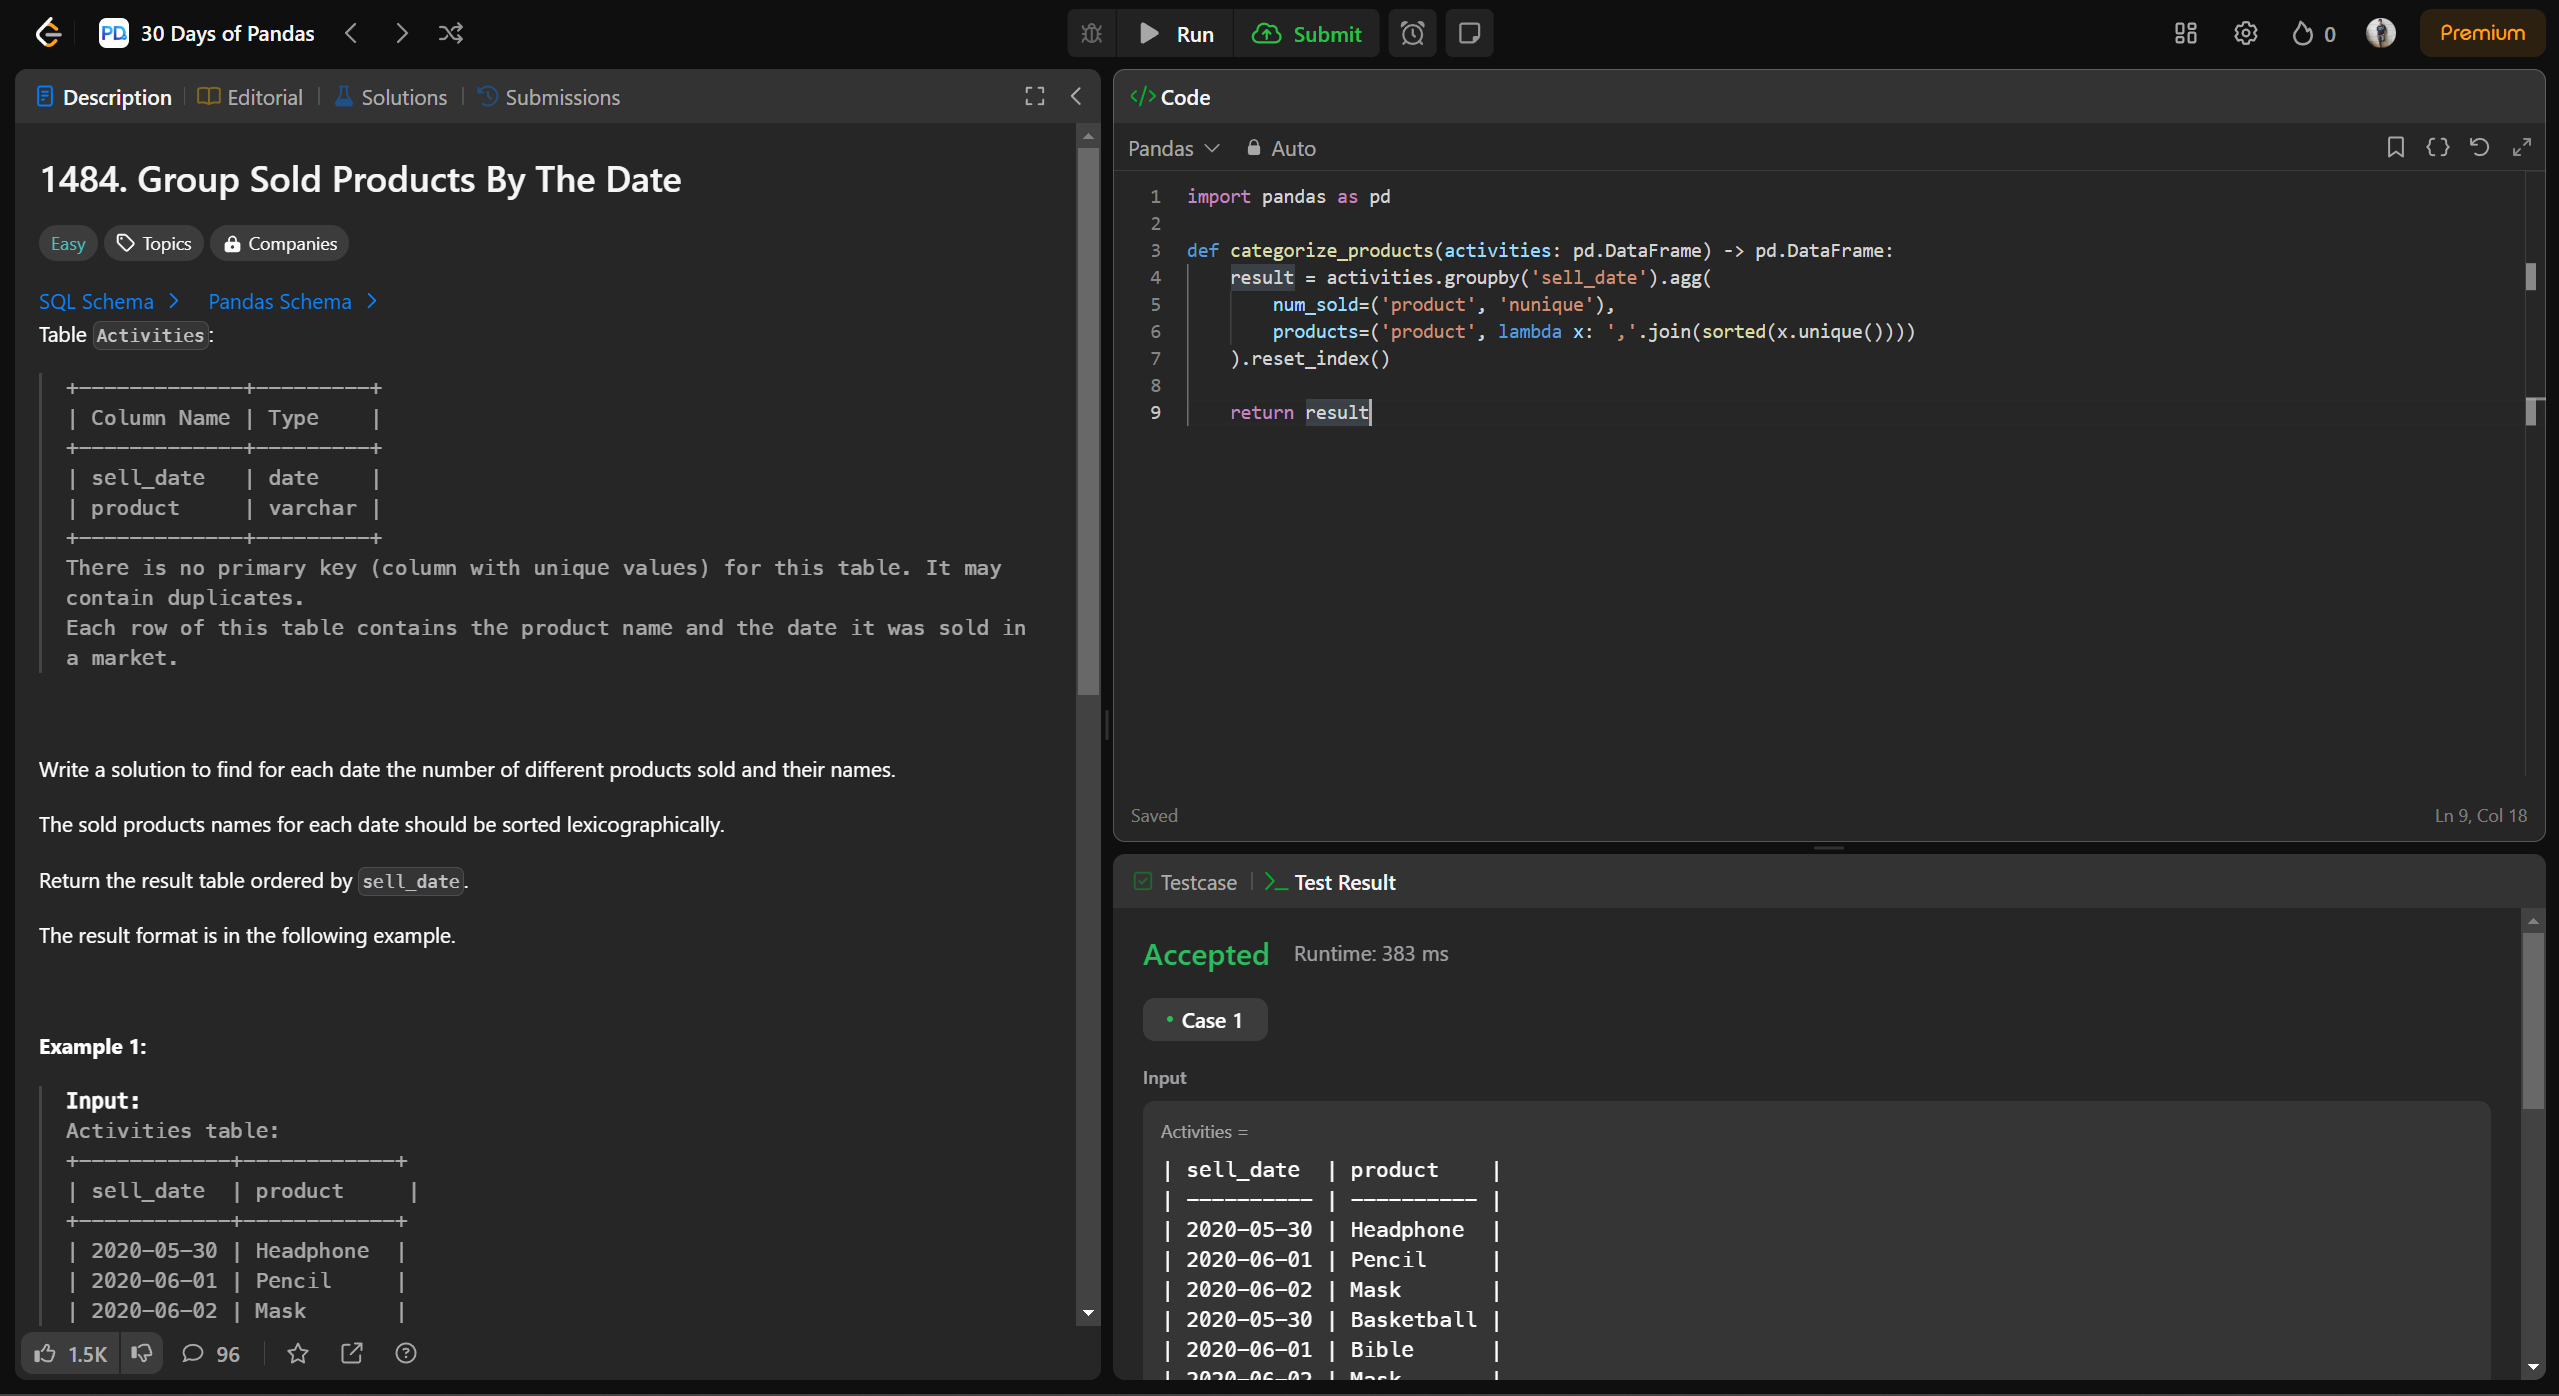 PD 30 Days of Pandas
Run
Submit
0
Premium
Description
Editorial
Solutions
Submissions
1484. Group Sold Products By The Date
Easy
Topics
Companies
SQL Schema
Pandas Schema
Table Activities:
+-------------+---------+
| Column Name | Type    |
+-------------+---------+
| sell_date   | date    |
| product     | varchar |
+-------------+---------+
There is no primary key (column with unique values) for this table. It may
contain duplicates.
Each row of this table contains the product name and the date it was sold in
a market.
Write a solution to find for each date the number of different products sold and their names.
The sold products names for each date should be sorted lexicographically.
Return the result table ordered by sell_date.
The result format is in the following example.
Example 1:
Input:
Activities table:
+------------+------------+
| sell_date  | product     |
+------------+------------+
| 2020-05-30 | Headphone  |
| 2020-06-01 | Pencil     |
| 2020-06-02 | Mask       |
1.5K
96
</> Code
Pandas
Auto
1 import pandas as pd
2
3 def categorize_products(activities: pd.DataFrame) -> pd.DataFrame:
4     result = activities.groupby('sell_date').agg(
5         num_sold=('product', 'nunique'),
6         products=('product', lambda x: ','.join(sorted(x.unique())))
7     ).reset_index()
8
9     return result
Saved
Ln 9, Col 18
Testcase
Test Result
Accepted
Runtime: 383 ms
Case 1
Input
Activities =
| sell_date  | product    |
| ---------- | ---------- |
| 2020-05-30 | Headphone  |
| 2020-06-01 | Pencil     |
| 2020-06-02 | Mask       |
| 2020-05-30 | Basketball |
| 2020-06-01 | Bible      |
| 2020-06-02 | Mask       |